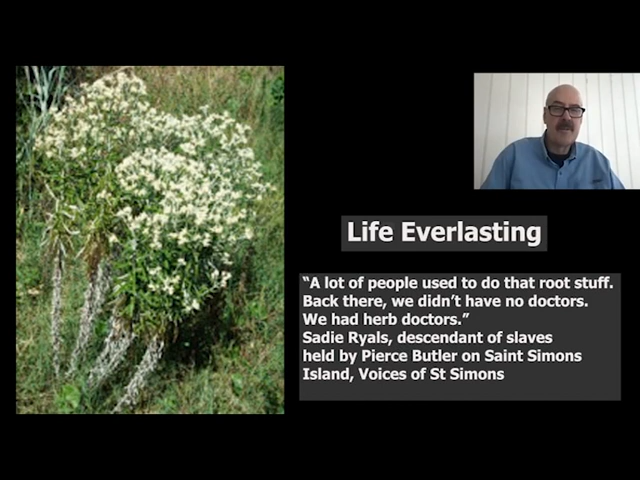 Life Everlasting
“A lot of people used to do that root stuff.
Back there, we didn’t have no doctors.
We had herb doctors.”
Sadie Ryals, descendant of slaves
held by Pierce Butler on Saint Simons
Island, Voices of St Simons